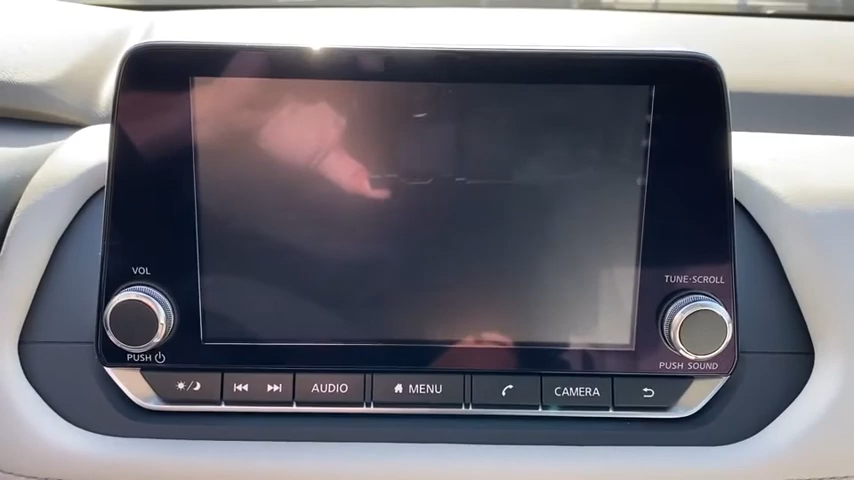 VOL
TUNE·SCROLL
PUSH
PUSH SOUND
AUDIO
MENU
CAMERA